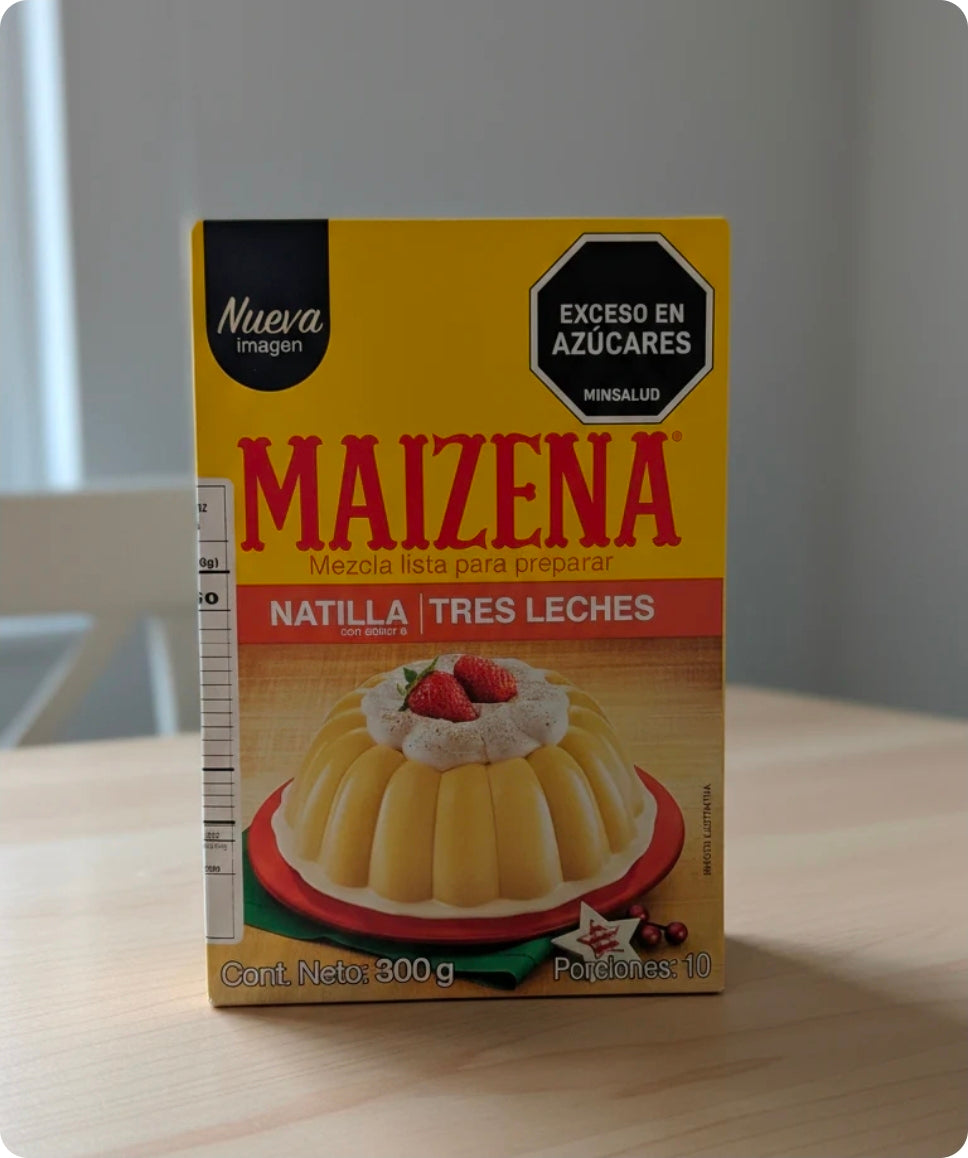 Nueva
imagen
EXCESO EN
AZÚCARES
MINSALUD
MAIZENA®
Mezcla lista para preparar
NATILLA
con
TRES LECHES
Cont. Neto: 300 g
Porciones: 10